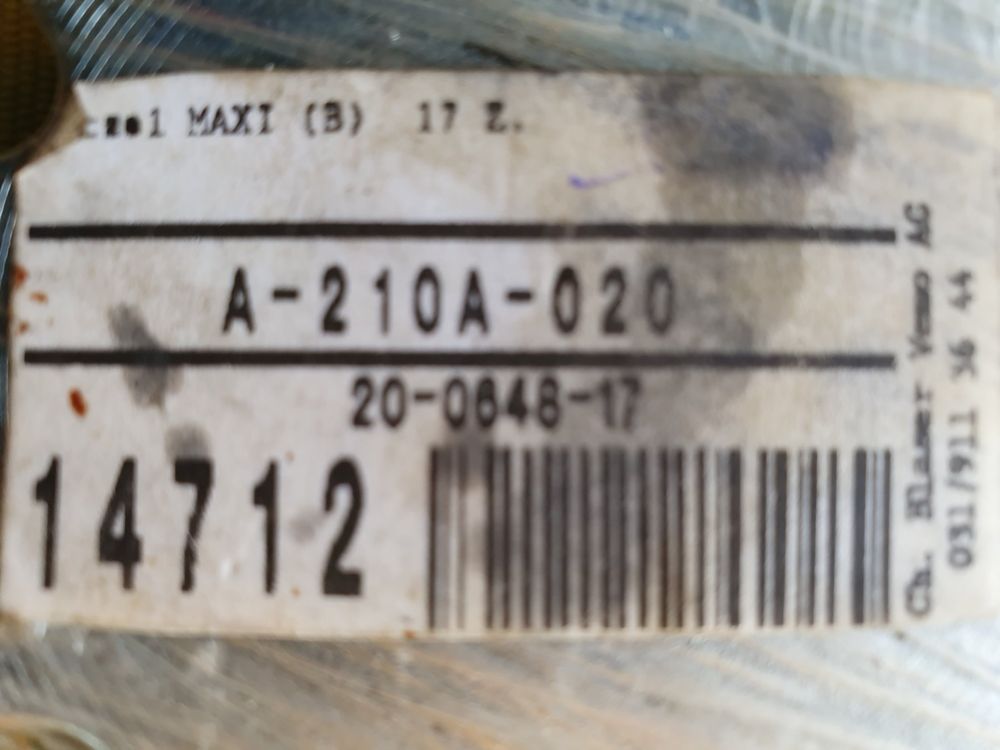 MAXI (B) 17 Z.
A-210A-020
20-0648-17
14712
Ch. Blaser Vemo AG
031/911 36 44